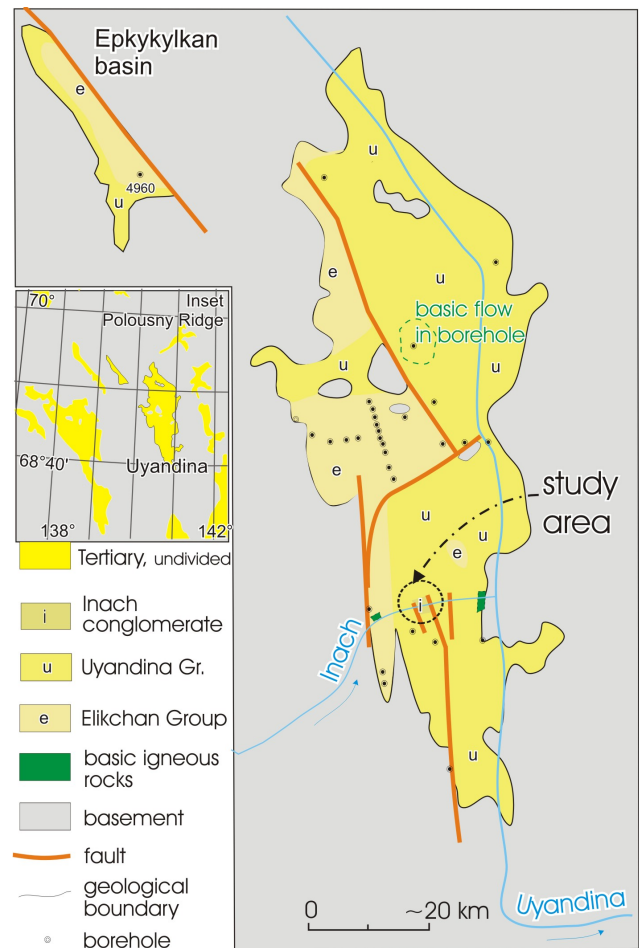 Epkykylkan
basin
e
4960
u
70°
Inset
Polousny Ridge
68°40'
Uyandina
138°
142°
u
e
u
basic flow
in borehole
u
u
e
u
u
e
study
area
i
Inach
u
Uyandina
0
~20 km
Tertiary, undivided
i
Inach
conglomerate
u
Uyandina Gr.
e
Elikchan Group
basic igneous
rocks
basement
fault
geological
boundary
borehole